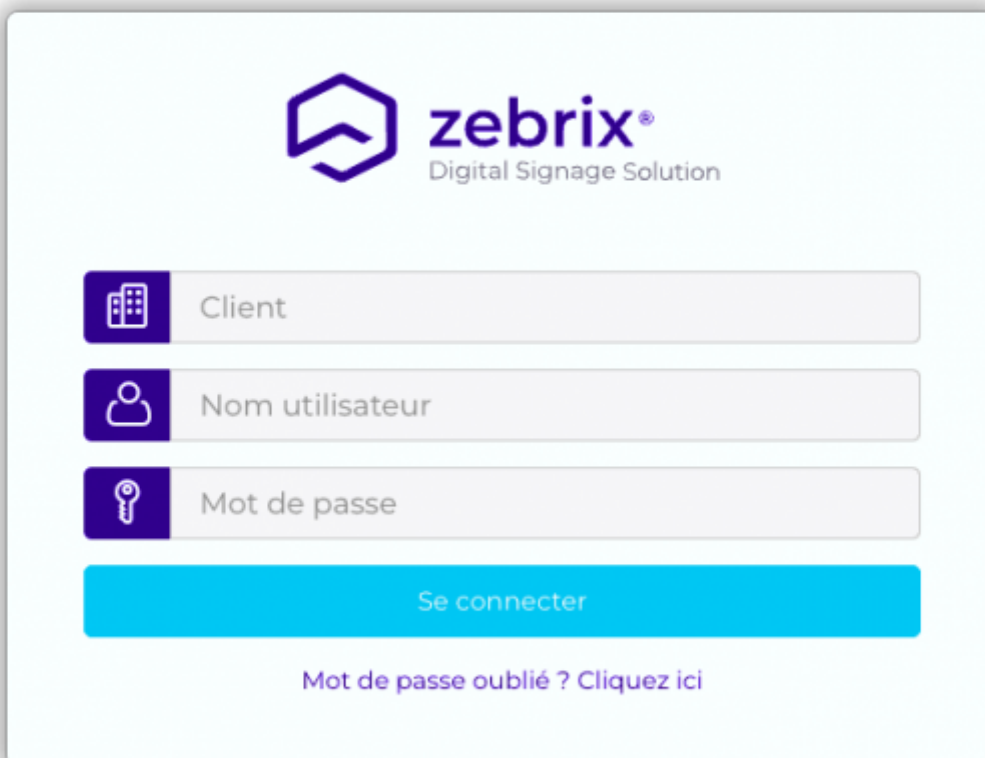 zebrix®
Digital Signage Solution
Client
Nom utilisateur
Mot de passe
Se connecter
Mot de passe oublié ? Cliquez ici